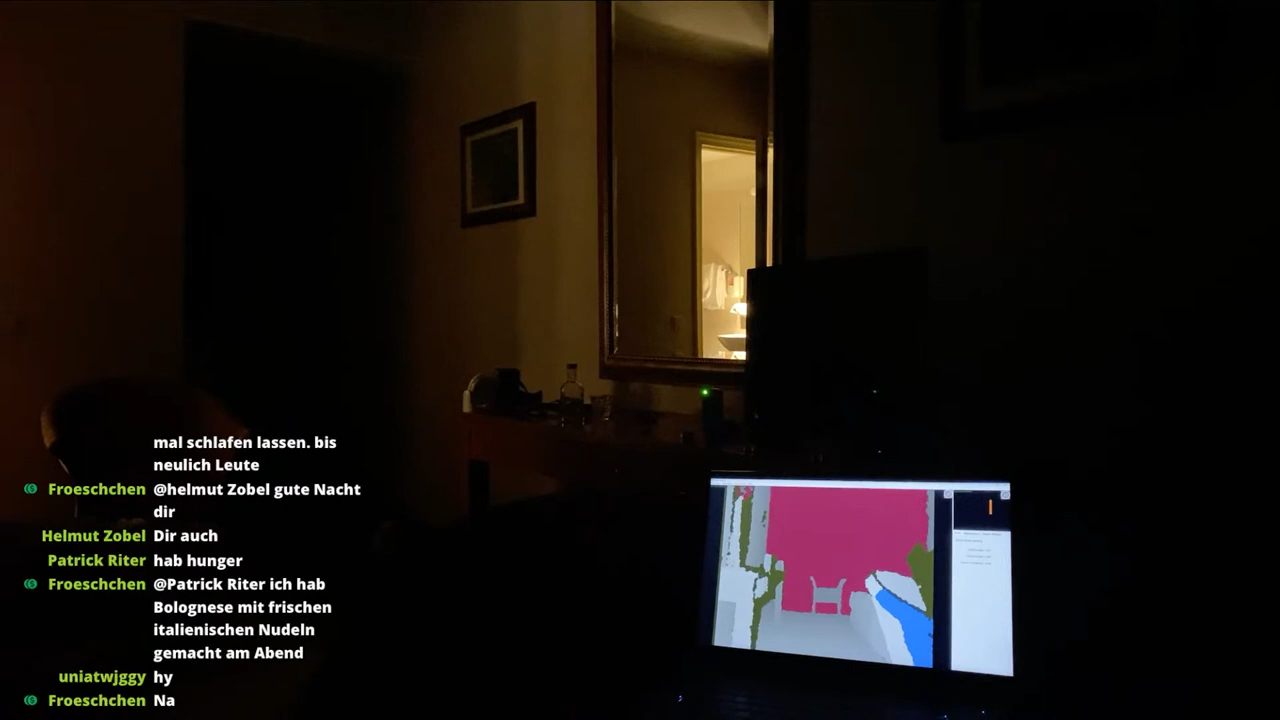 mal schlafen lassen. bis
neulich Leute
Froeschchen @helmut Zobel gute Nacht
dir
Helmut Zobel Dir auch
Patrick Riter hab hunger
Froeschchen @Patrick Riter ich hab
Bolognese mit frischen
italienischen Nudeln
gemacht am Abend
uniatwjggy hy
Froeschchen Na